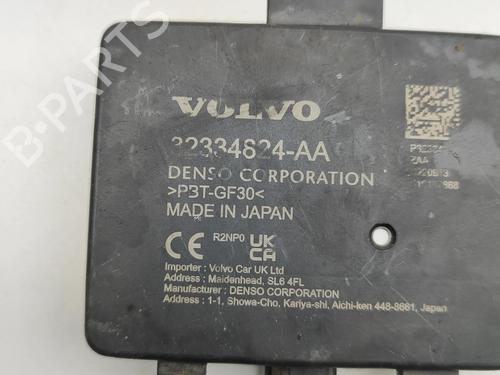 B-PARTS
VOLVO
32334824-AA
DENSO CORPORATION
>PBT-GF30<
MADE IN JAPAN
CE R2NP0 UK CA
Importer : Volvo Car UK Ltd
Address : Maidenhead, SL6 4FL
Manufacturer : DENSO CORPORATION
Address : 1-1, Showa-Cho, Kariya-shi, Aichi-ken 448-8661, Japan